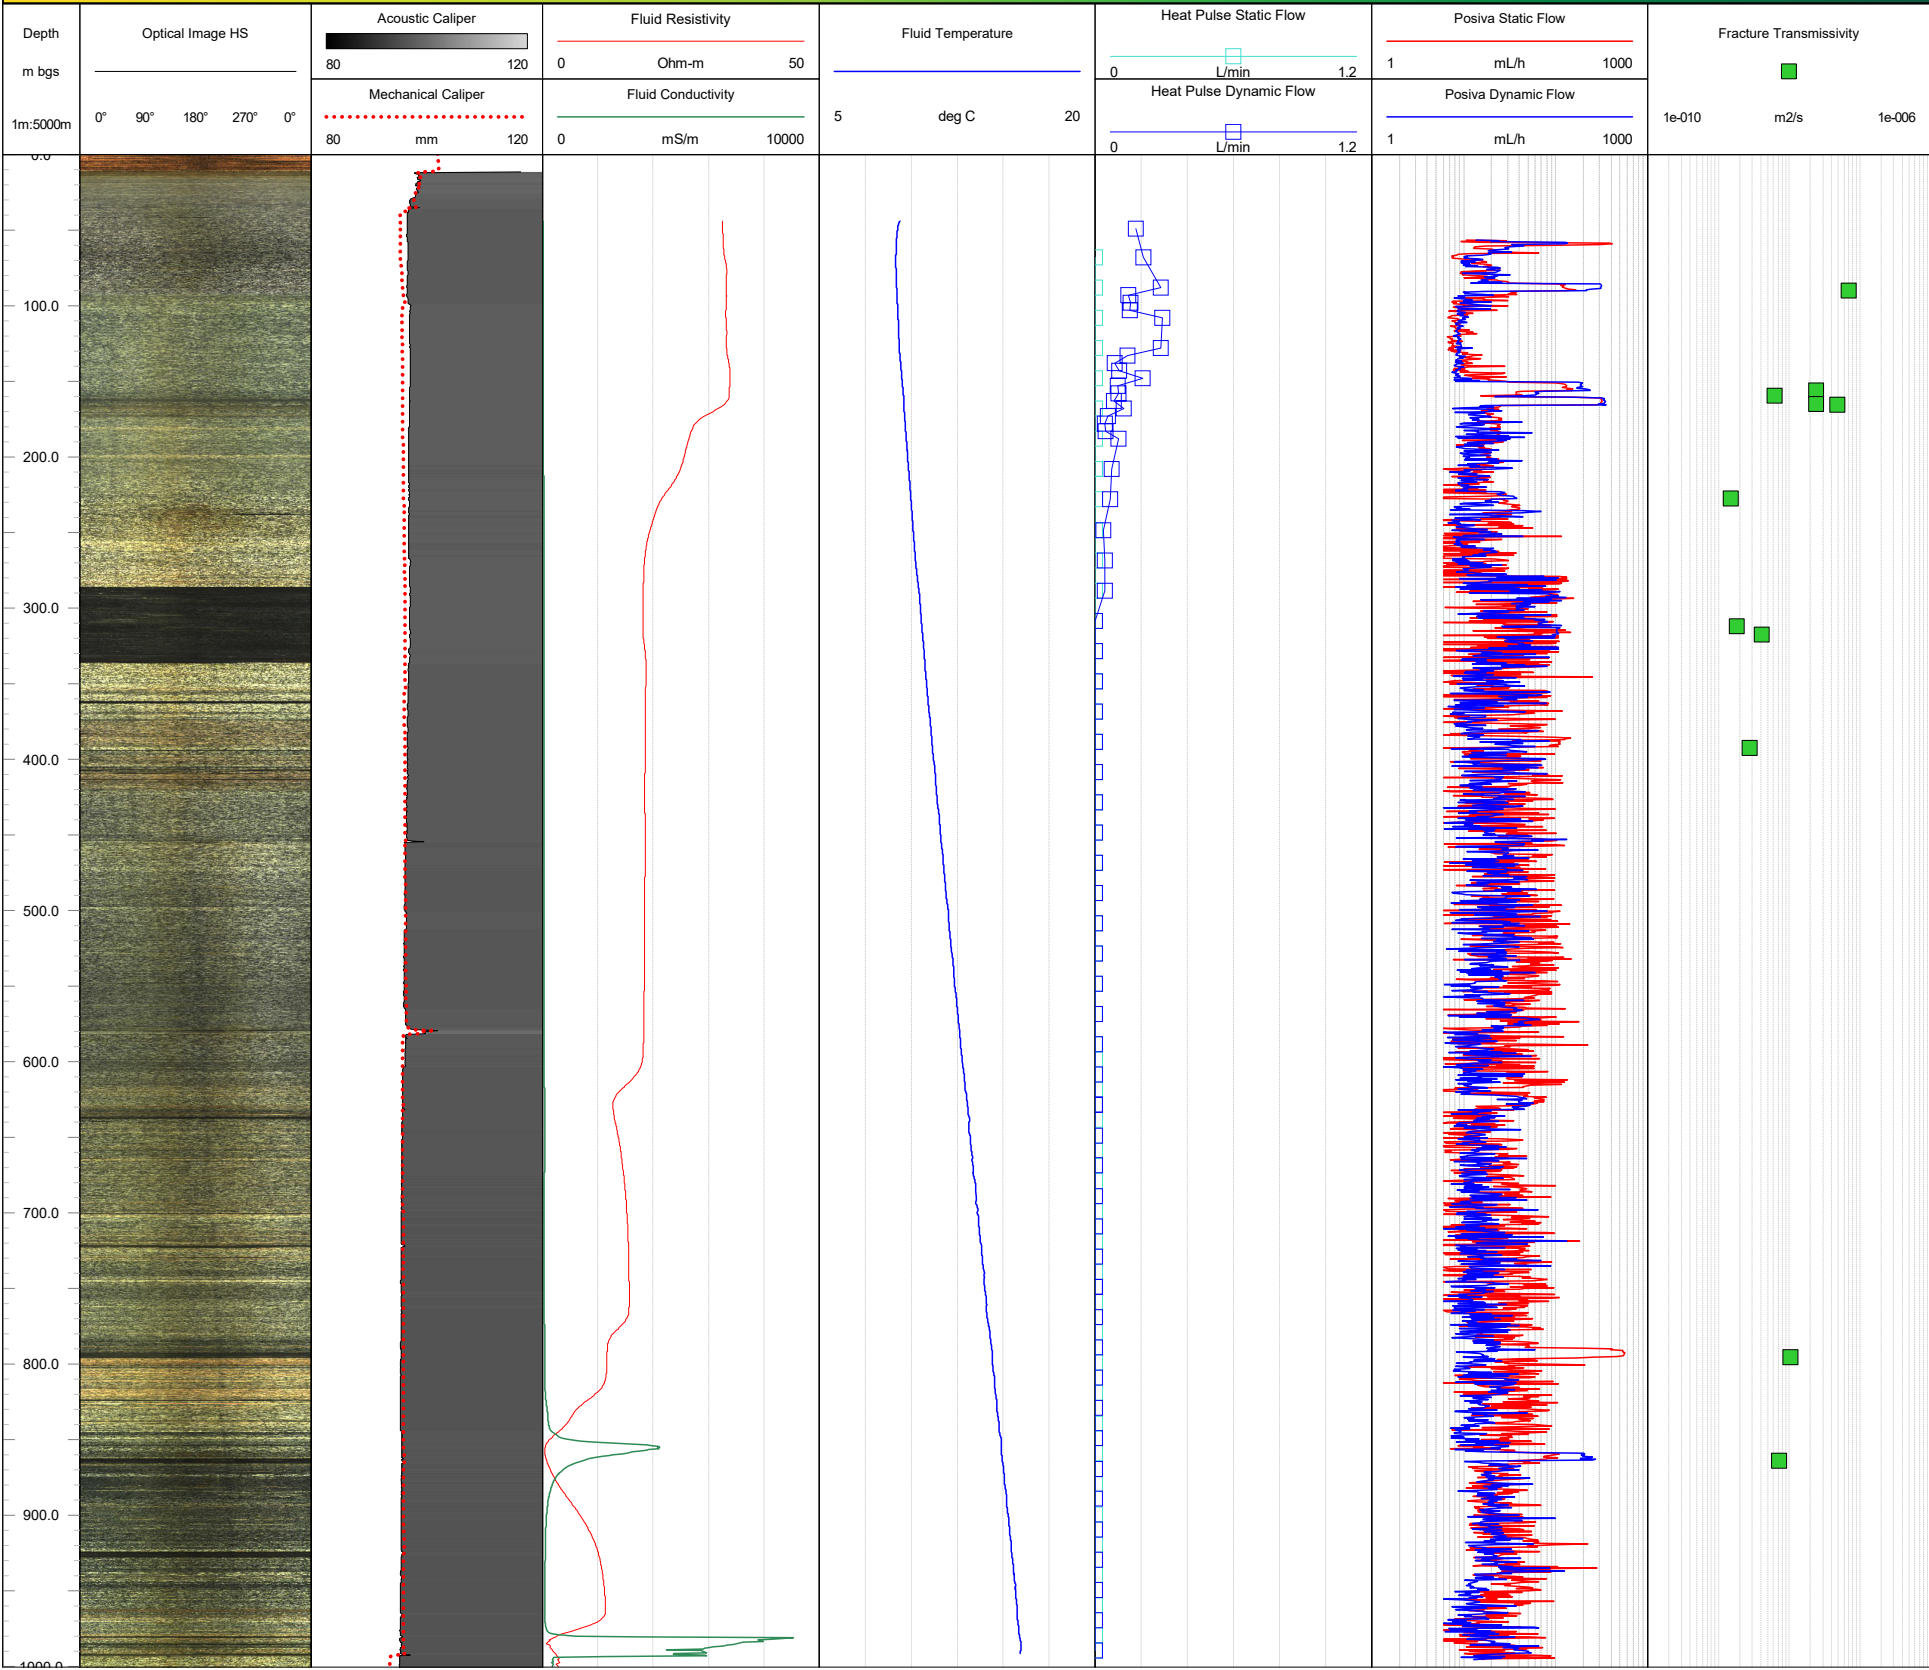 Depth
m bgs
1m:5000m
Optical Image HS
0° 90° 180° 270° 0°
Acoustic Caliper
80 120
Mechanical Caliper
80 mm 120
Fluid Resistivity
0 Ohm-m 50
Fluid Conductivity
0 mS/m 10000
Fluid Temperature
5 deg C 20
Heat Pulse Static Flow
0 L/min 1.2
Heat Pulse Dynamic Flow
0 L/min 1.2
Posiva Static Flow
1 mL/h 1000
Posiva Dynamic Flow
1 mL/h 1000
Fracture Transmissivity
1e-010 m2/s 1e-006
0.0
100.0
200.0
300.0
400.0
500.0
600.0
700.0
800.0
900.0
1000.0